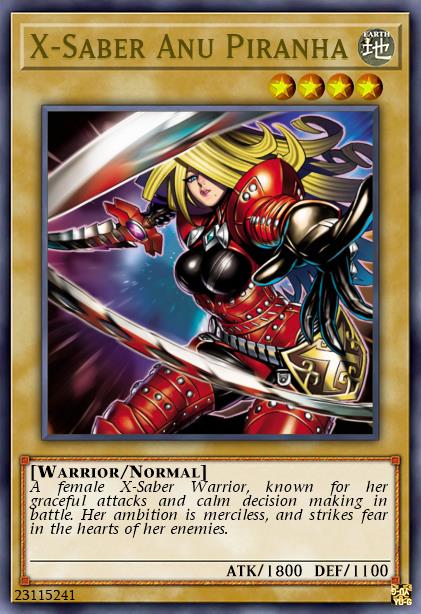 X-Saber Anu Piranha
EARTH
地
[Warrior/Normal]
A female X-Saber Warrior, known for her
graceful attacks and calm decision making in
battle. Her ambition is merciless, and strikes fear
in the hearts of her enemies.
ATK/1800 DEF/1100
23115241